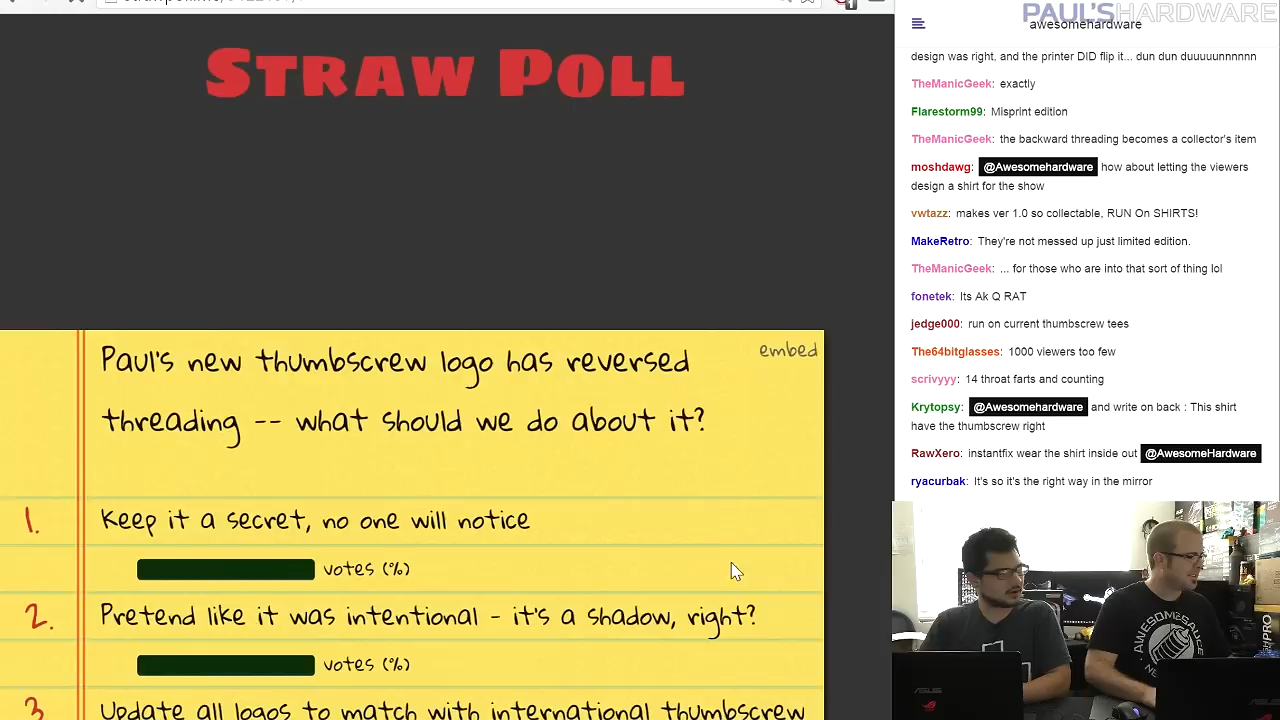 PAUL'SHARDWARE
awesomehardware
STRAW POLL
design was right, and the printer DID flip it... dun dun duuuunnnnnn
TheManicGeek: exactly
Flarestorm99: Misprint edition
TheManicGeek: the backward threading becomes a collector's item
moshdawg: @Awesomehardware how about letting the viewers
design a shirt for the show
vwtazz: makes ver 1.0 so collectable, RUN On SHIRTS!
MakeRetro: They're not messed up just limited edition.
TheManicGeek: ... for those who are into that sort of thing lol
fonetek: Its Ak Q RAT
jedge000: run on current thumbscrew tees
The64bitglasses: 1000 viewers too few
scrivyyy: 14 throat farts and counting
Krytopsy: @Awesomehardware and write on back : This shirt
have the thumbscrew right
RawXero: instantfix wear the shirt inside out @AwesomeHardware
ryacurbak: It's so it's the right way in the mirror
embed
Paul's new thumbscrew logo has reversed
threading -- what should we do about it?
1. Keep it a secret, no one will notice
votes (%)
2. Pretend like it was intentional - it's a shadow, right?
votes (%)
3. Update all logos to match with international thumbscrew
AWESOMESAUCE
ASUS
ASUS